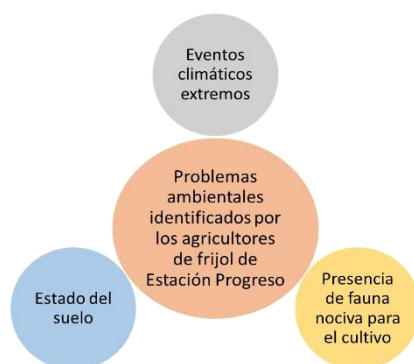 Eventos
climáticos
extremos
Problemas
ambientales
identificados por
los agricultores
de frijol de
Estación Progreso
Estado del
suelo
Presencia
de fauna
nociva para
el cultivo